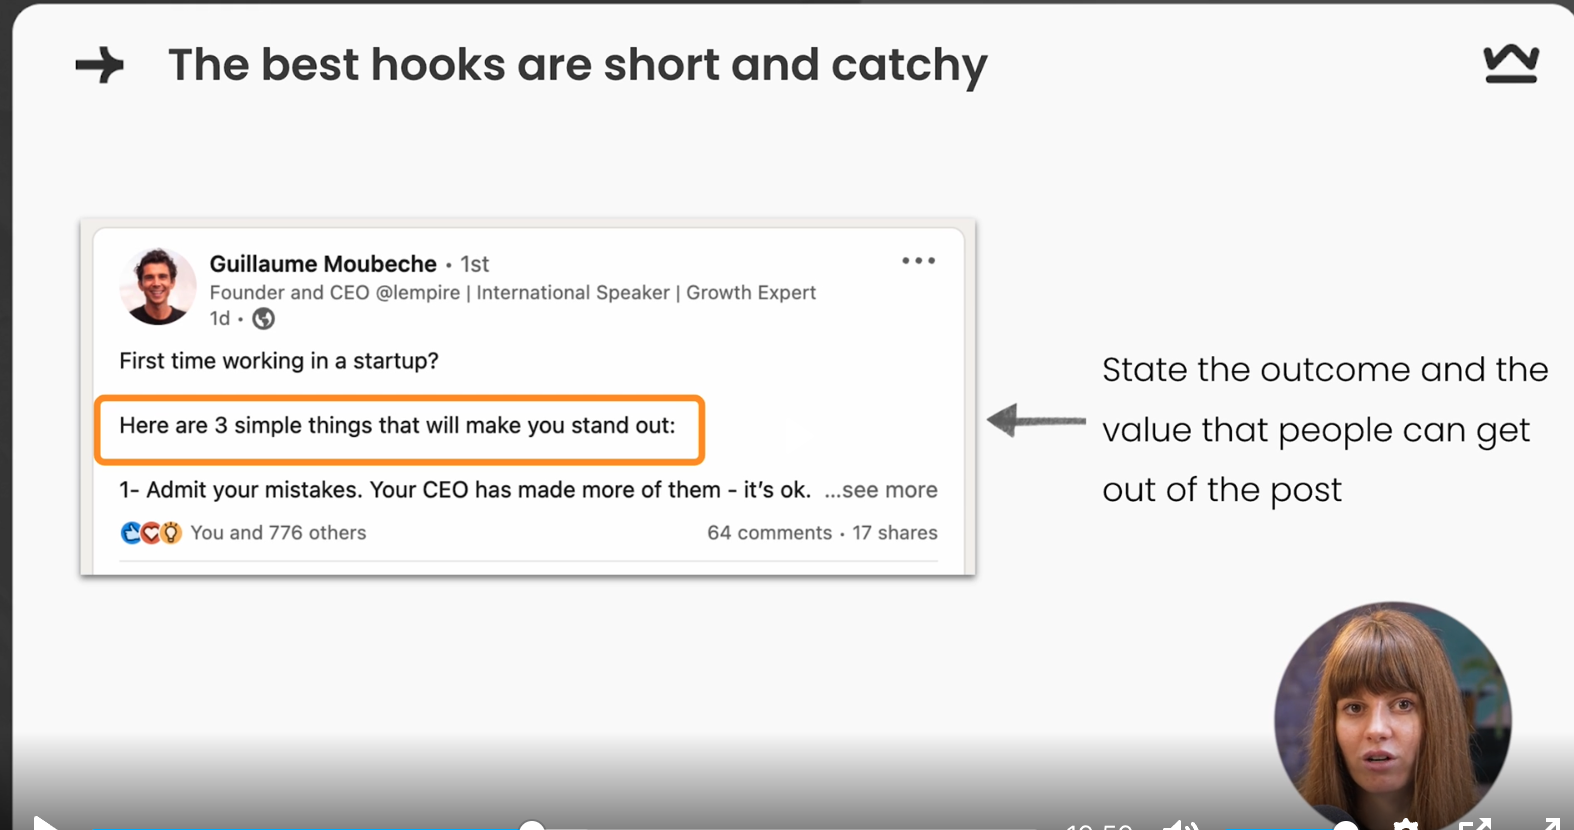 The best hooks are short and catchy
Guillaume Moubeche • 1st
Founder and CEO @lempire | International Speaker | Growth Expert
1d •
First time working in a startup?
Here are 3 simple things that will make you stand out:
1- Admit your mistakes. Your CEO has made more of them - it's ok. ...see more
You and 776 others
64 comments • 17 shares
State the outcome and the
value that people can get
out of the post